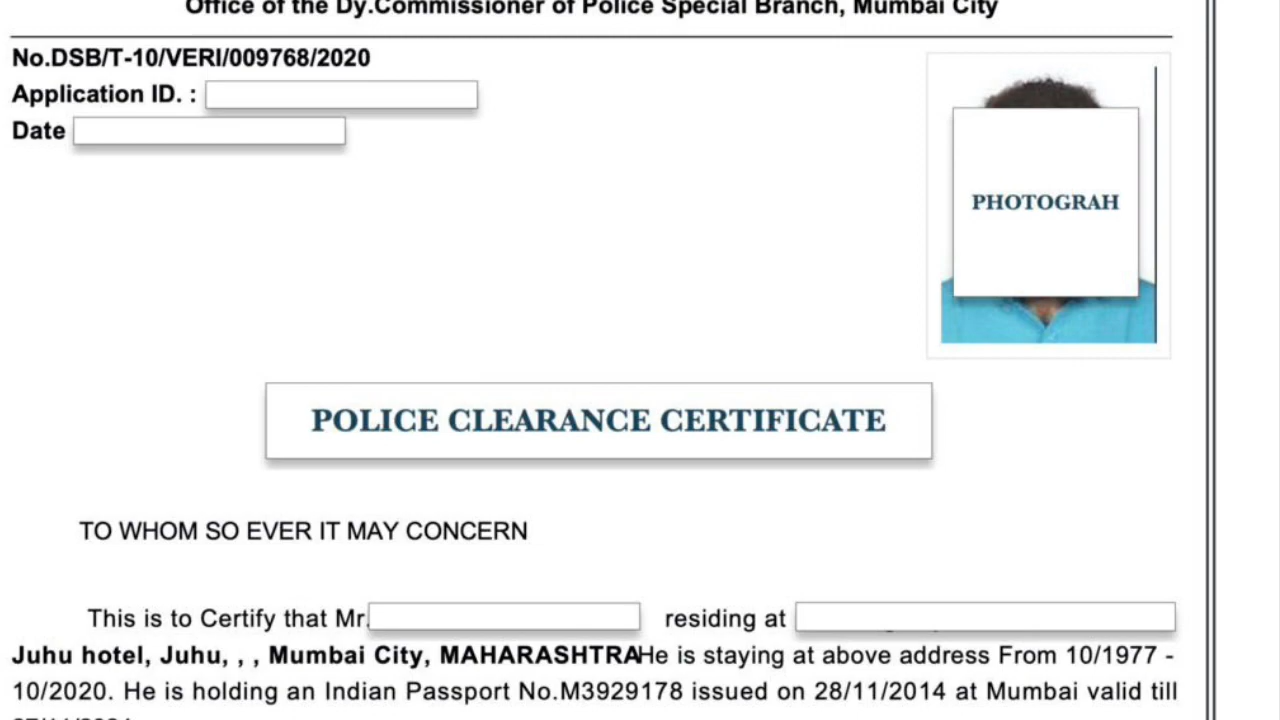 Office of the Dy.Commissioner of Police Special Branch, Mumbai City
No.DSB/T-10/VERI/009768/2020
Application ID. :
Date
PHOTOGRAH
POLICE CLEARANCE CERTIFICATE
TO WHOM SO EVER IT MAY CONCERN
This is to Certify that Mr. residing at
Juhu hotel, Juhu, , , Mumbai City, MAHARASHTRAHe is staying at above address From 10/1977 -
10/2020. He is holding an Indian Passport No.M3929178 issued on 28/11/2014 at Mumbai valid till